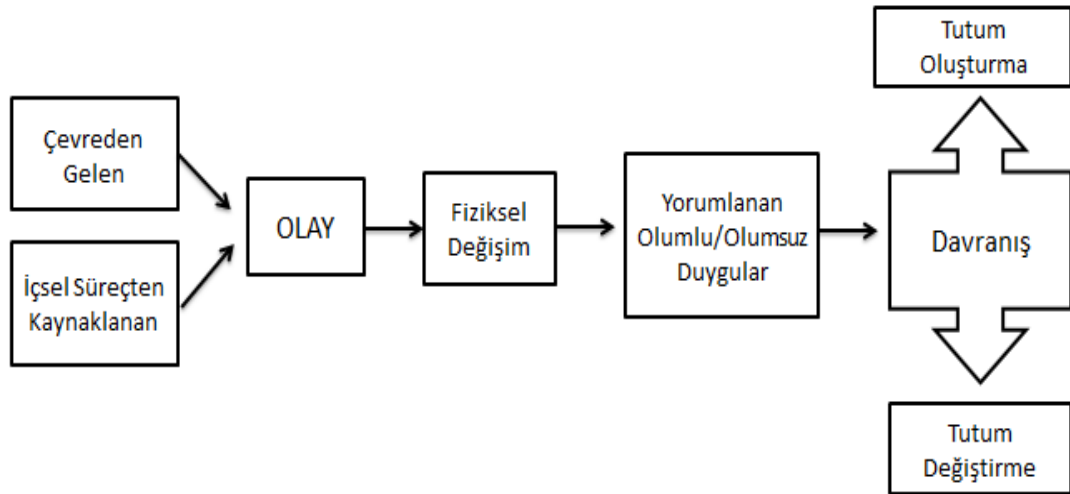 Çevreden
Gelen
İçsel Süreçten
Kaynaklanan
OLAY
Fiziksel
Değişim
Yorumlanan
Olumlu/Olumsuz
Duygular
Davranış
Tutum
Oluşturma
Tutum
Değiştirme